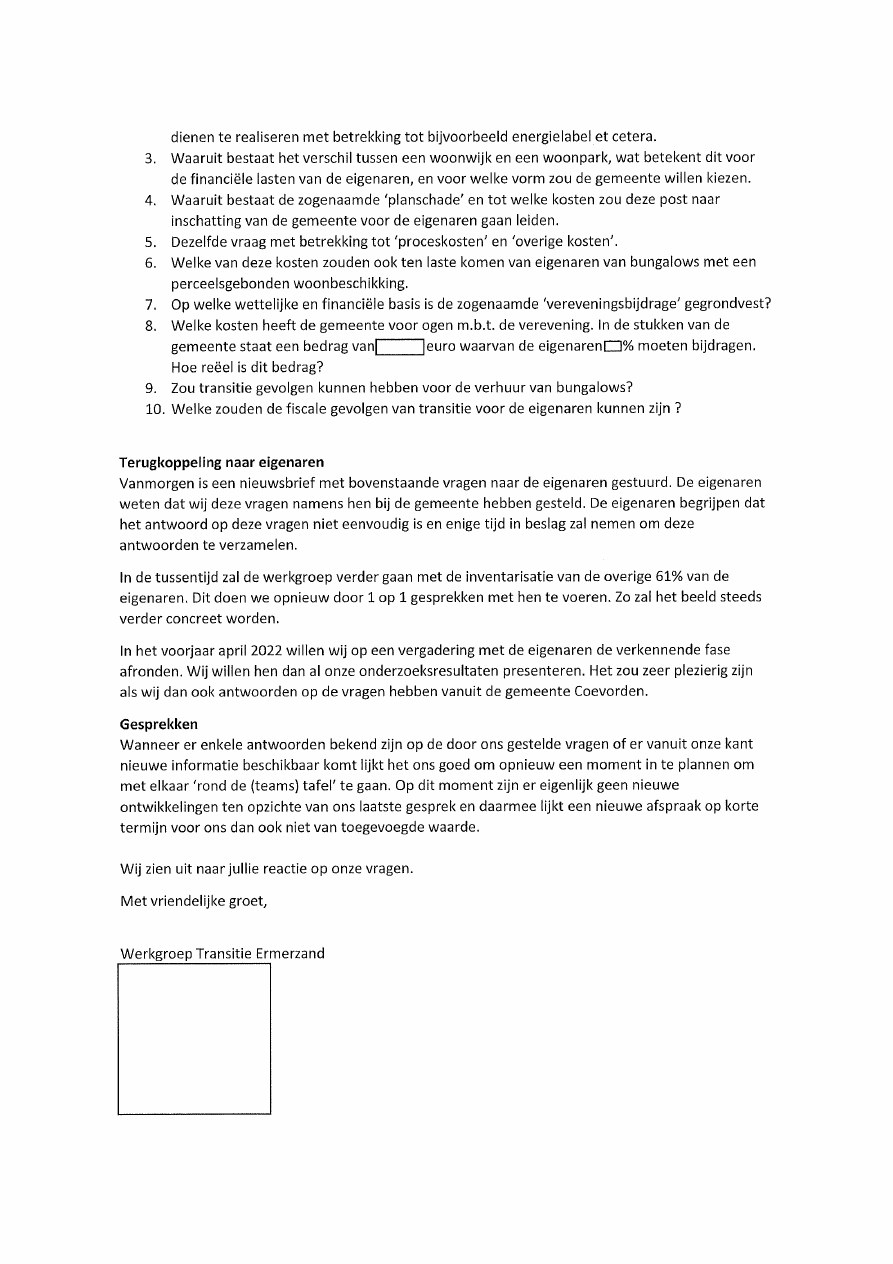 dienen te realiseren met betrekking tot bijvoorbeeld energielabel et cetera.
3. Waaruit bestaat het verschil tussen een woonwijk en een woonpark, wat betekent dit voor
de financiële lasten van de eigenaren, en voor welke vorm zou de gemeente willen kiezen.
4. Waaruit bestaat de zogenaamde 'planschade' en tot welke kosten zou deze post naar
inschatting van de gemeente voor de eigenaren gaan leiden.
5. Dezelfde vraag met betrekking tot 'proceskosten' en 'overige kosten'.
6. Welke van deze kosten zouden ook ten laste komen van eigenaren van bungalows met een
perceelsgebonden woonbeschikking.
7. Op welke wettelijke en financiële basis is de zogenaamde 'vereveningsbijdrage' gegrondvest?
8. Welke kosten heeft de gemeente voor ogen m.b.t. de verevening. In de stukken van de
gemeente staat een bedrag van euro waarvan de eigenaren % moeten bijdragen.
Hoe reëel is dit bedrag?
9. Zou transitie gevolgen kunnen hebben voor de verhuur van bungalows?
10. Welke zouden de fiscale gevolgen van transitie voor de eigenaren kunnen zijn ?
Terugkoppeling naar eigenaren
Vanmorgen is een nieuwsbrief met bovenstaande vragen naar de eigenaren gestuurd. De eigenaren
weten dat wij deze vragen namens hen bij de gemeente hebben gesteld. De eigenaren begrijpen dat
het antwoord op deze vragen niet eenvoudig is en enige tijd in beslag zal nemen om deze
antwoorden te verzamelen.
In de tussentijd zal de werkgroep verder gaan met de inventarisatie van de overige 61% van de
eigenaren. Dit doen we opnieuw door 1 op 1 gesprekken met hen te voeren. Zo zal het beeld steeds
verder concreet worden.
In het voorjaar april 2022 willen wij op een vergadering met de eigenaren de verkennende fase
afronden. Wij willen hen dan al onze onderzoeksresultaten presenteren. Het zou zeer plezierig zijn
als wij dan ook antwoorden op de vragen hebben vanuit de gemeente Coevorden.
Gesprekken
Wanneer er enkele antwoorden bekend zijn op de door ons gestelde vragen of er vanuit onze kant
nieuwe informatie beschikbaar komt lijkt het ons goed om opnieuw een moment in te plannen om
met elkaar 'rond de (teams) tafel' te gaan. Op dit moment zijn er eigenlijk geen nieuwe
ontwikkelingen ten opzichte van ons laatste gesprek en daarmee lijkt een nieuwe afspraak op korte
termijn voor ons dan ook niet van toegevoegde waarde.
Wij zien uit naar jullie reactie op onze vragen.
Met vriendelijke groet,
Werkgroep Transitie Ermerzand